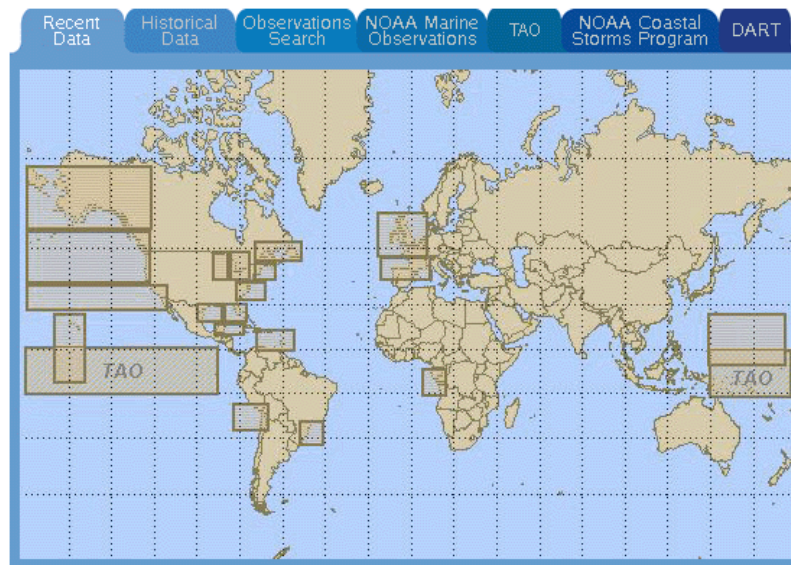 Recent
Data
Historical
Data
Observations
Search
NOAA Marine
Observations
TAO
NOAA Coastal
Storms Program
DART
TAO
TAO